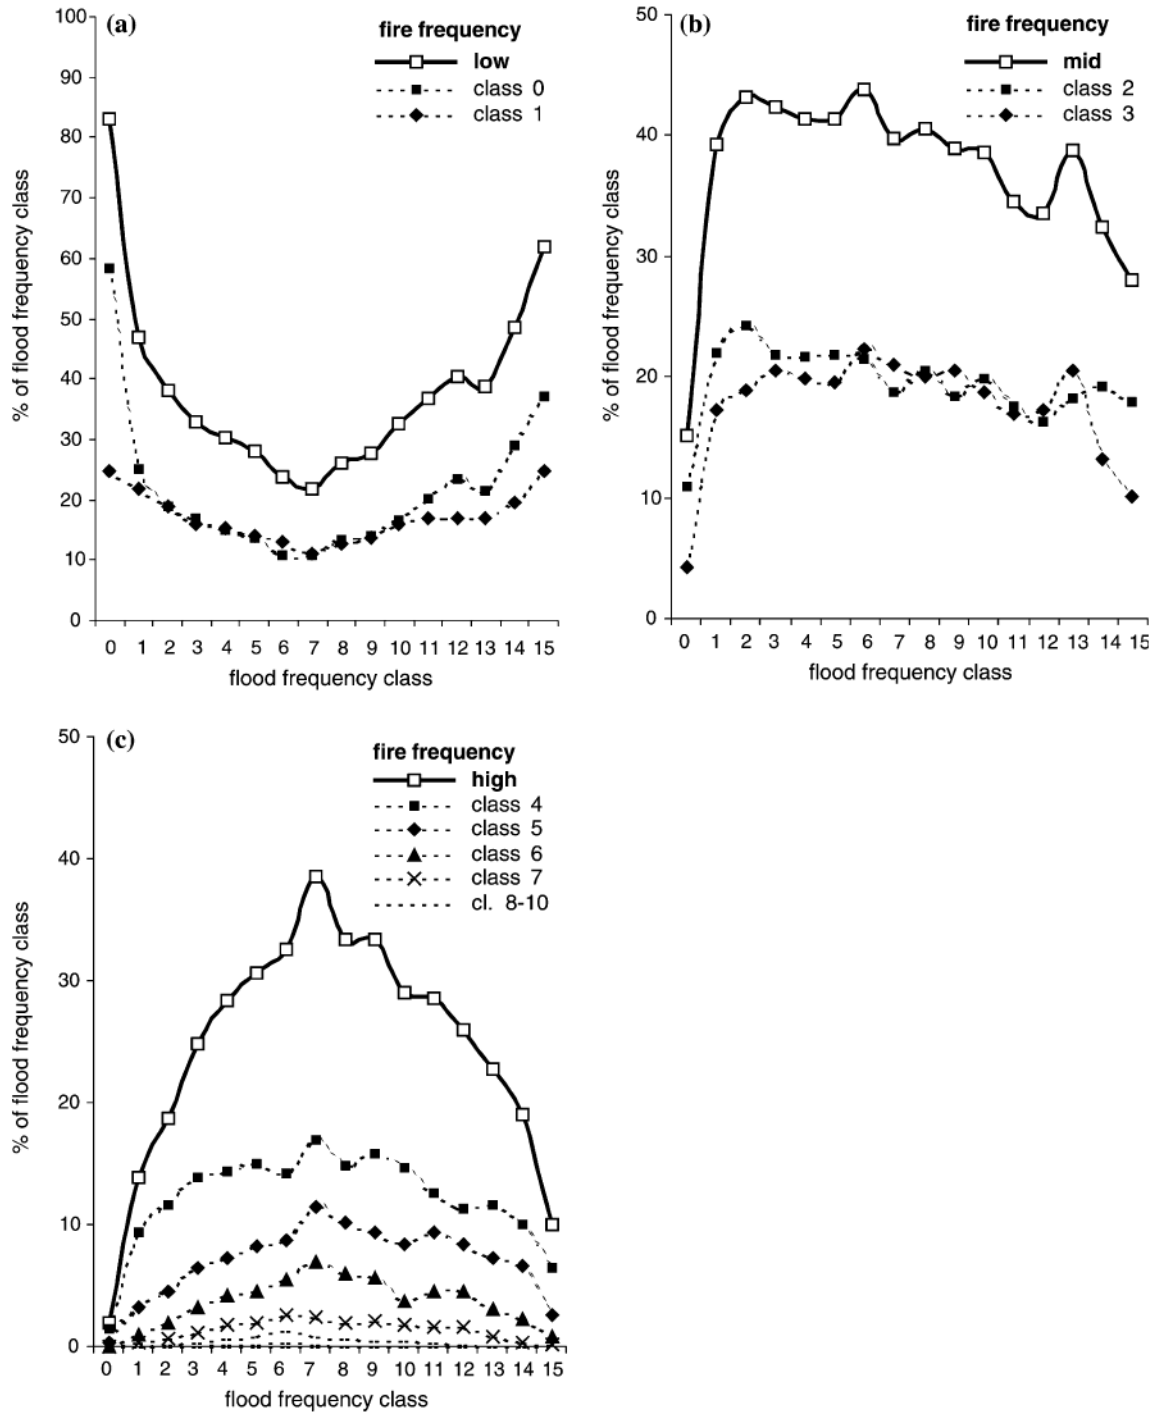 (a)
fire frequency
low
class 0
class 1
100
90
80
70
60
50
40
30
20
10
0
% of flood frequency class
0 1 2 3 4 5 6 7 8 9 10 11 12 13 14 15
flood frequency class
(b)
fire frequency
mid
class 2
class 3
50
40
30
20
10
0
% of flood frequency class
0 1 2 3 4 5 6 7 8 9 10 11 12 13 14 15
flood frequency class
(c)
fire frequency
high
class 4
class 5
class 6
class 7
cl. 8-10
50
40
30
20
10
0
% of flood frequency class
0 1 2 3 4 5 6 7 8 9 10 11 12 13 14 15
flood frequency class